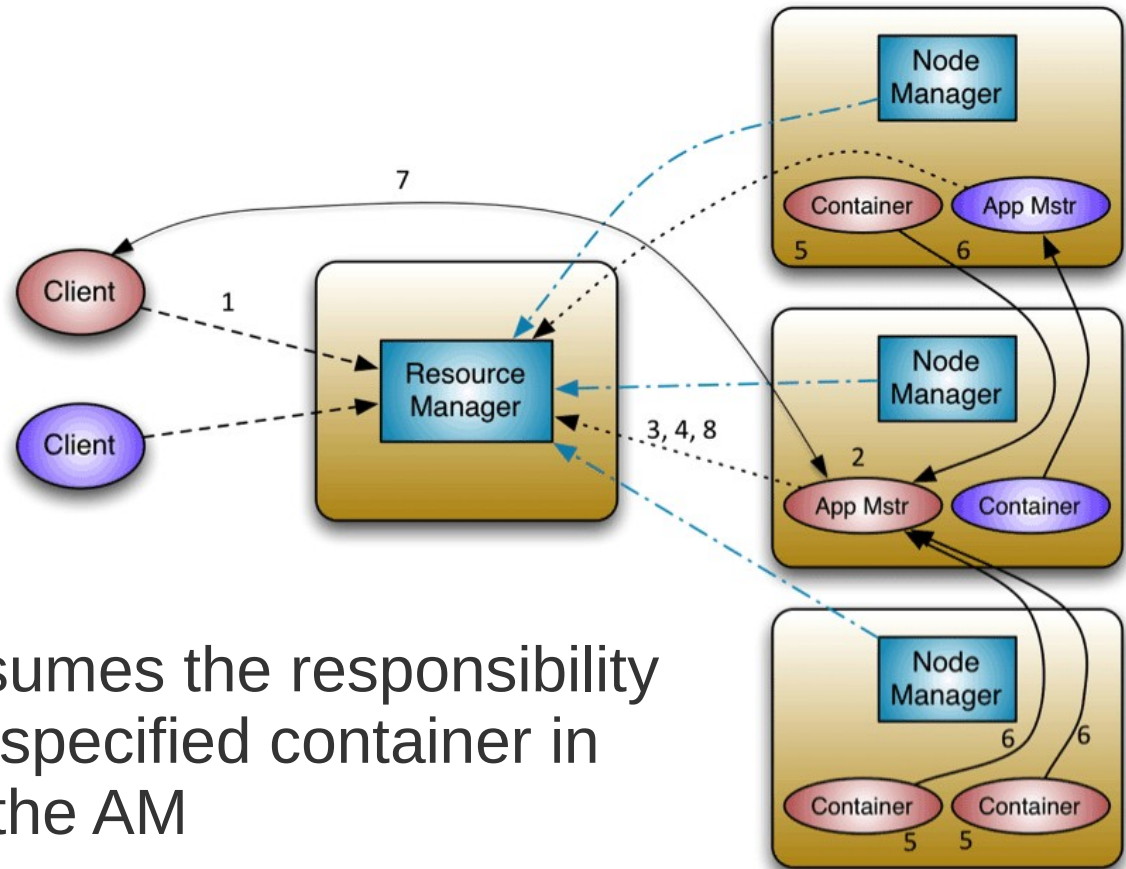 Node
Manager
Container
App Mstr
5
6
7
Client
1
Resource
Manager
Client
Node
Manager
3, 4, 8
2
App Mstr
Container
Node
Manager
6
6
Container
Container
5
5
sumes the responsibility
specified container in
the AM